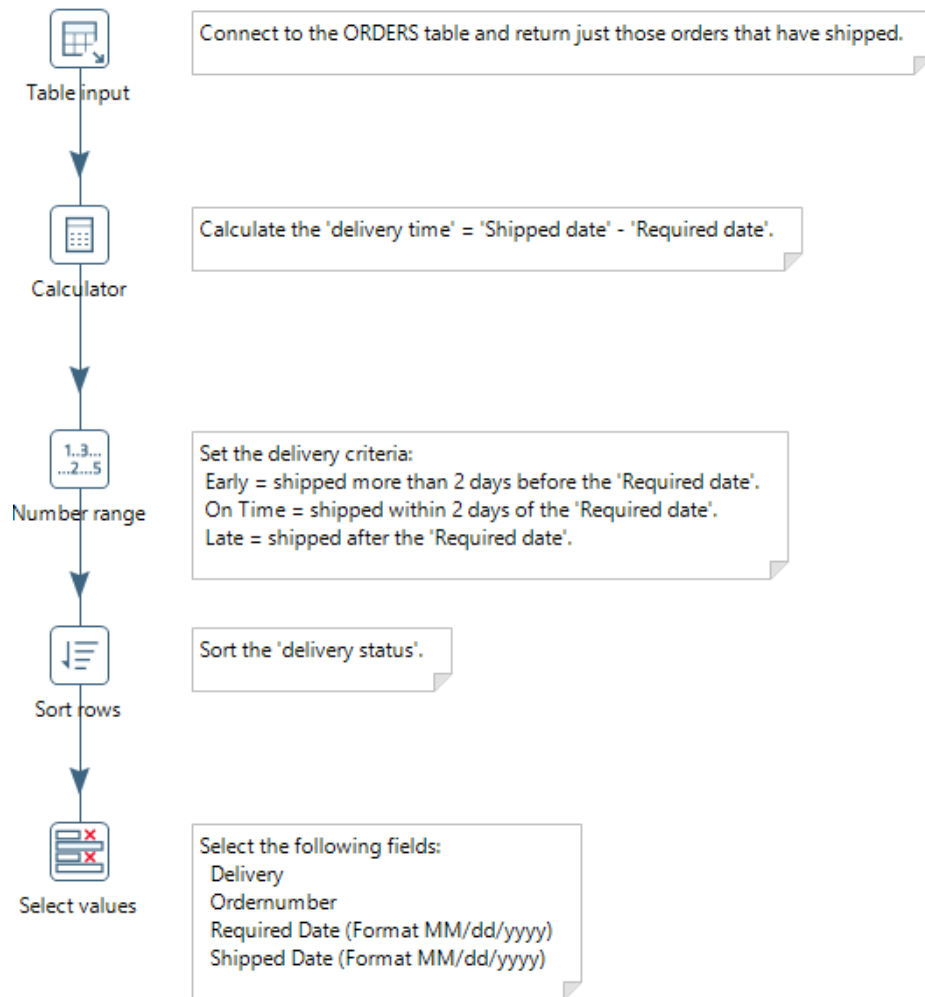 Table input
Connect to the ORDERS table and return just those orders that have shipped.
Calculator
Calculate the 'delivery time' = 'Shipped date' - 'Required date'.
1..3...
...2...5
Number range
Set the delivery criteria:
Early = shipped more than 2 days before the 'Required date'.
On Time = shipped within 2 days of the 'Required date'.
Late = shipped after the 'Required date'.
Sort rows
Sort the 'delivery status'.
Select values
Select the following fields:
Delivery
Ordernumber
Required Date (Format MM/dd/yyyy)
Shipped Date (Format MM/dd/yyyy)